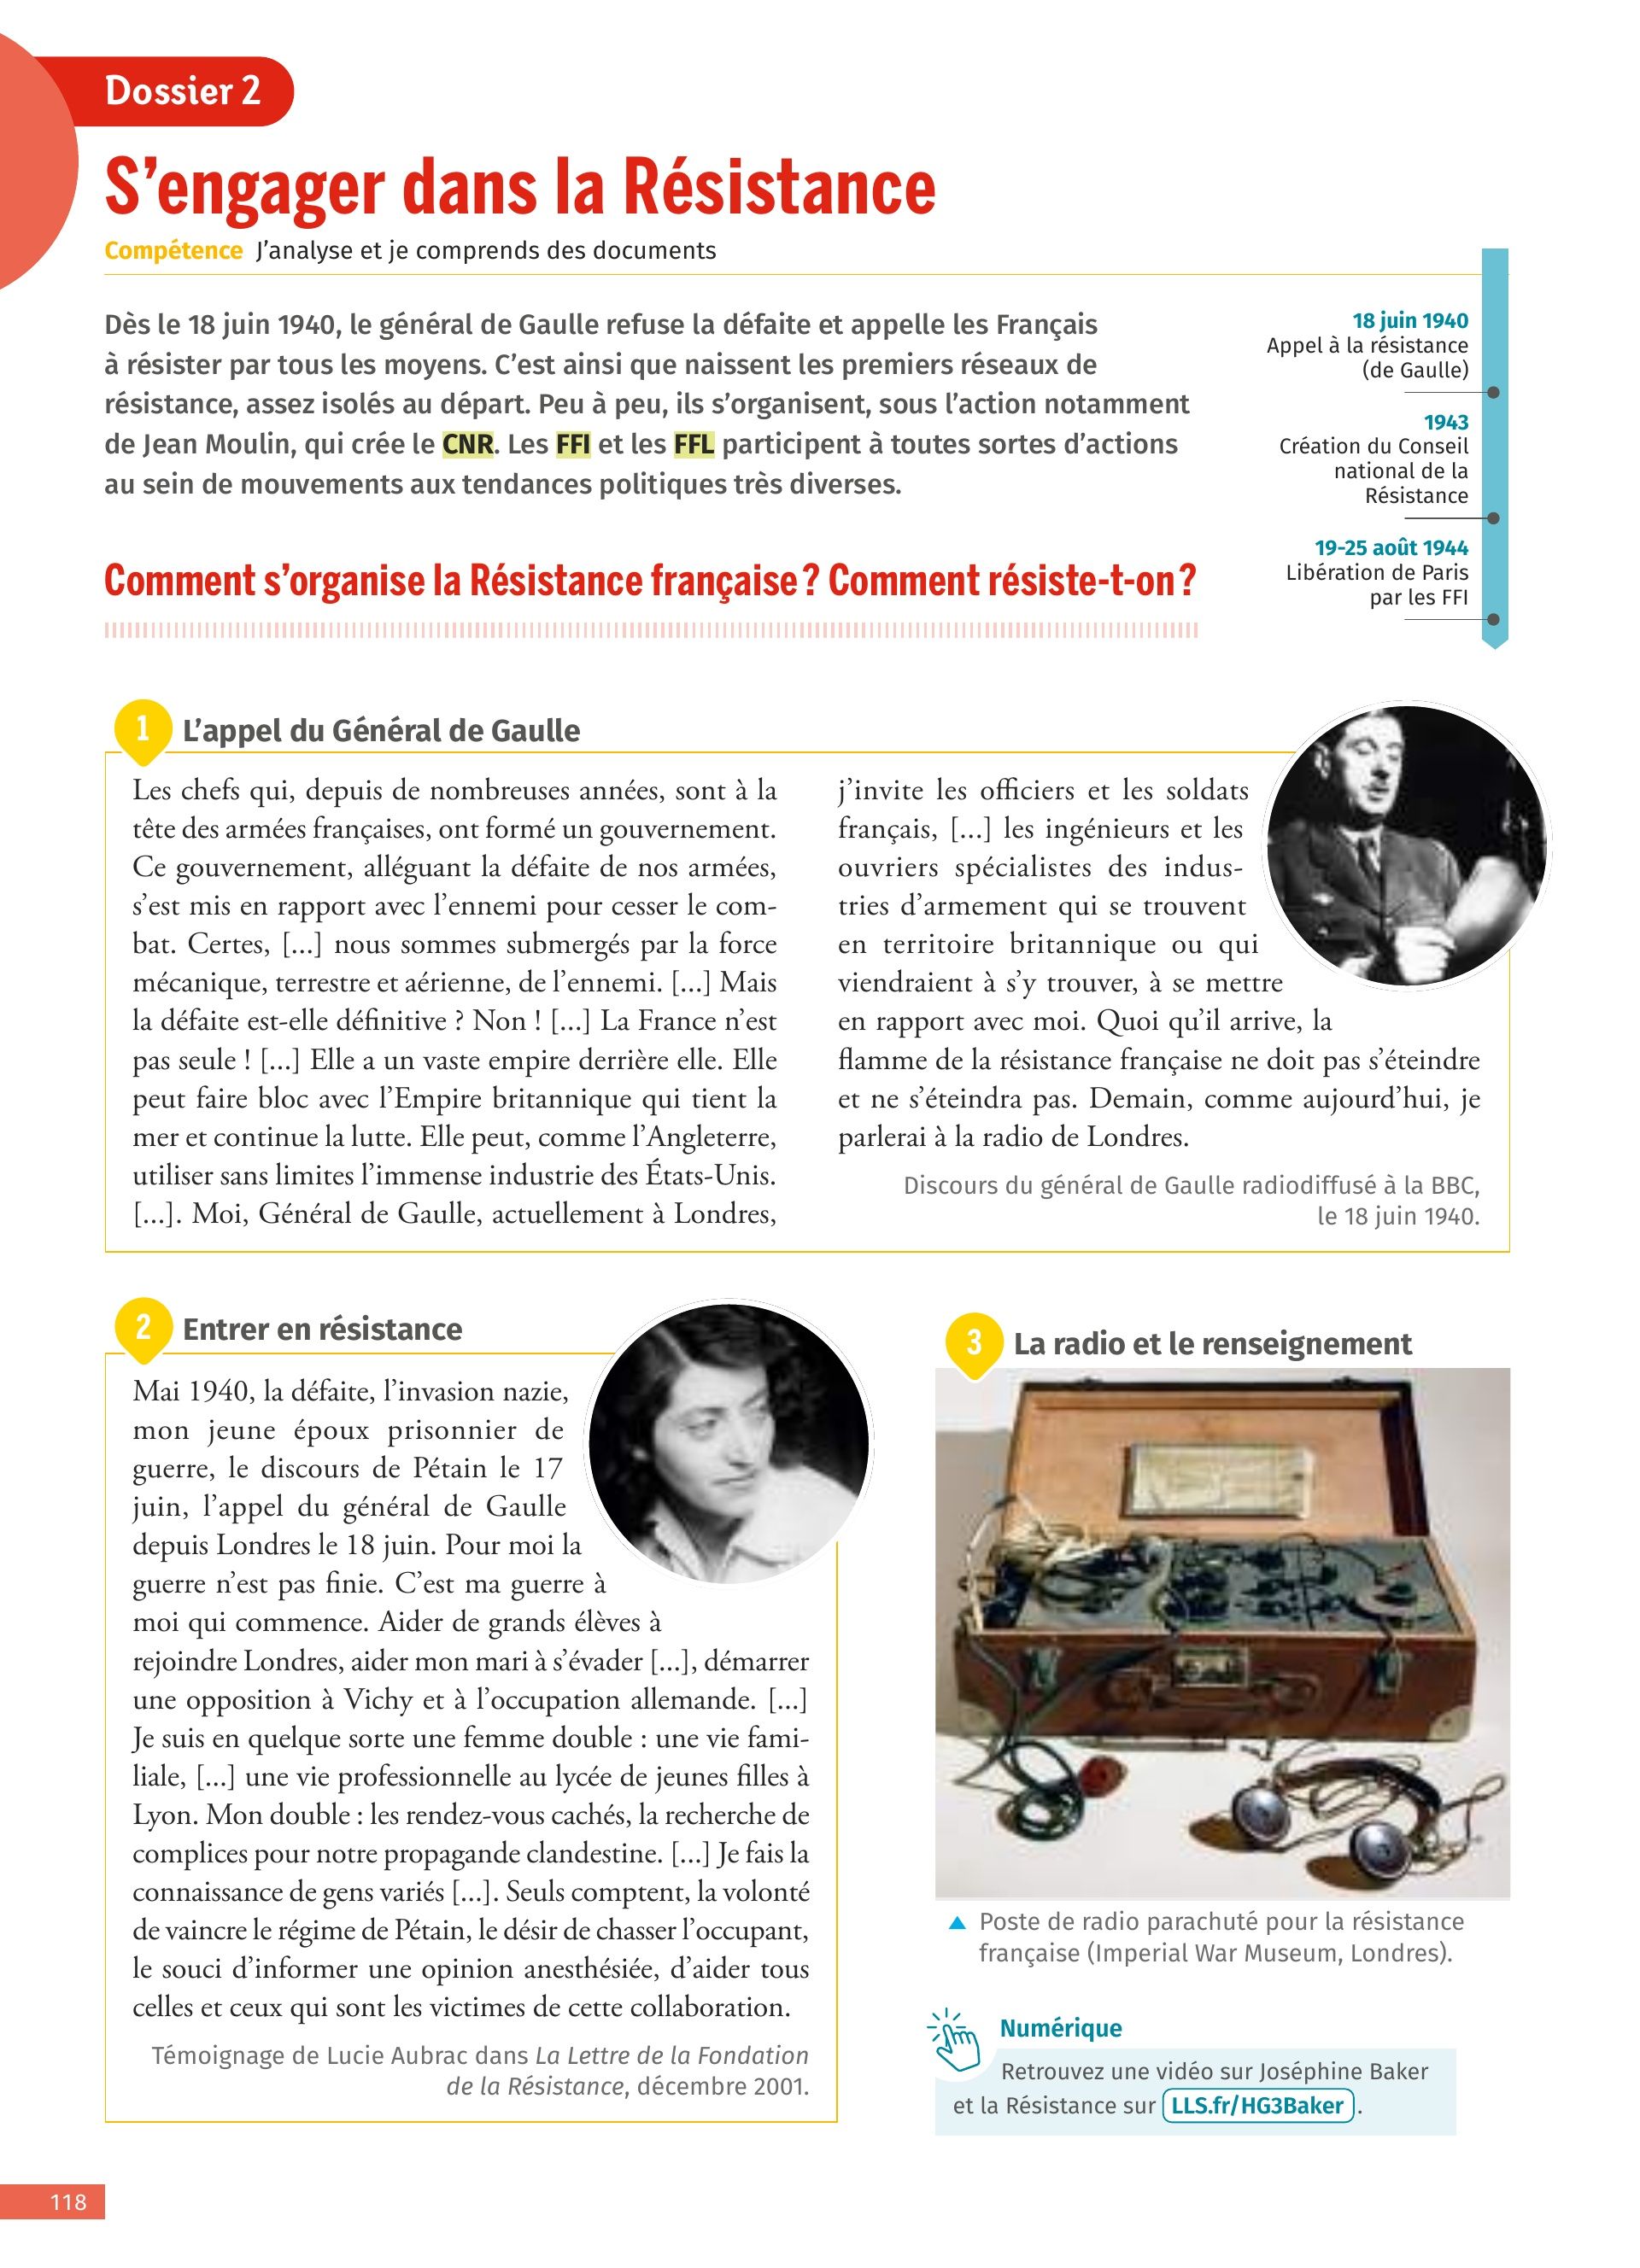 Dossier 2
S’engager dans la Résistance
Compétence J’analyse et je comprends des documents
Dès le 18 juin 1940, le général de Gaulle refuse la défaite et appelle les Français
à résister par tous les moyens. C’est ainsi que naissent les premiers réseaux de
résistance, assez isolés au départ. Peu à peu, ils s’organisent, sous l’action notamment
de Jean Moulin, qui crée le CNR. Les FFI et les FFL participent à toutes sortes d’actions
au sein de mouvements aux tendances politiques très diverses.
18 juin 1940
Appel à la résistance
(de Gaulle)
1943
Création du Conseil
national de la
Résistance
19-25 août 1944
Libération de Paris
par les FFI
Comment s’organise la Résistance française ? Comment résiste-t-on ?
1 L’appel du Général de Gaulle
Les chefs qui, depuis de nombreuses années, sont à la
tête des armées françaises, ont formé un gouvernement.
Ce gouvernement, alléguant la défaite de nos armées,
s’est mis en rapport avec l’ennemi pour cesser le com-
bat. Certes, [...] nous sommes submergés par la force
mécanique, terrestre et aérienne, de l’ennemi. [...] Mais
la défaite est-elle définitive ? Non ! [...] La France n’est
pas seule ! [...] Elle a un vaste empire derrière elle. Elle
peut faire bloc avec l’Empire britannique qui tient la
mer et continue la lutte. Elle peut, comme l’Angleterre,
utiliser sans limites l’immense industrie des États-Unis.
[...]. Moi, Général de Gaulle, actuellement à Londres,
j’invite les officiers et les soldats
français, [...] les ingénieurs et les
ouvriers spécialistes des indus-
tries d’armement qui se trouvent
en territoire britannique ou qui
viendraient à s’y trouver, à se mettre
en rapport avec moi. Quoi qu’il arrive, la
flamme de la résistance française ne doit pas s’éteindre
et ne s’éteindra pas. Demain, comme aujourd’hui, je
parlerai à la radio de Londres.
Discours du général de Gaulle radiodiffusé à la BBC,
le 18 juin 1940.
2 Entrer en résistance
Mai 1940, la défaite, l’invasion nazie,
mon jeune époux prisonnier de
guerre, le discours de Pétain le 17
juin, l’appel du général de Gaulle
depuis Londres le 18 juin. Pour moi la
guerre n’est pas finie. C’est ma guerre à
moi qui commence. Aider de grands élèves à
rejoindre Londres, aider mon mari à s’évader [...], démarrer
une opposition à Vichy et à l’occupation allemande. [...]
Je suis en quelque sorte une femme double : une vie fami-
liale, [...] une vie professionnelle au lycée de jeunes filles à
Lyon. Mon double : les rendez-vous cachés, la recherche de
complices pour notre propagande clandestine. [...] Je fais la
connaissance de gens variés [...]. Seuls comptent, la volonté
de vaincre le régime de Pétain, le désir de chasser l’occupant,
le souci d’informer une opinion anesthésiée, d’aider tous
celles et ceux qui sont les victimes de cette collaboration.
Témoignage de Lucie Aubrac dans La Lettre de la Fondation
de la Résistance, décembre 2001.
3 La radio et le renseignement
Poste de radio parachuté pour la résistance
française (Imperial War Museum, Londres).
Numérique
Retrouvez une vidéo sur Joséphine Baker
et la Résistance sur LLS.fr/HG3Baker .
118